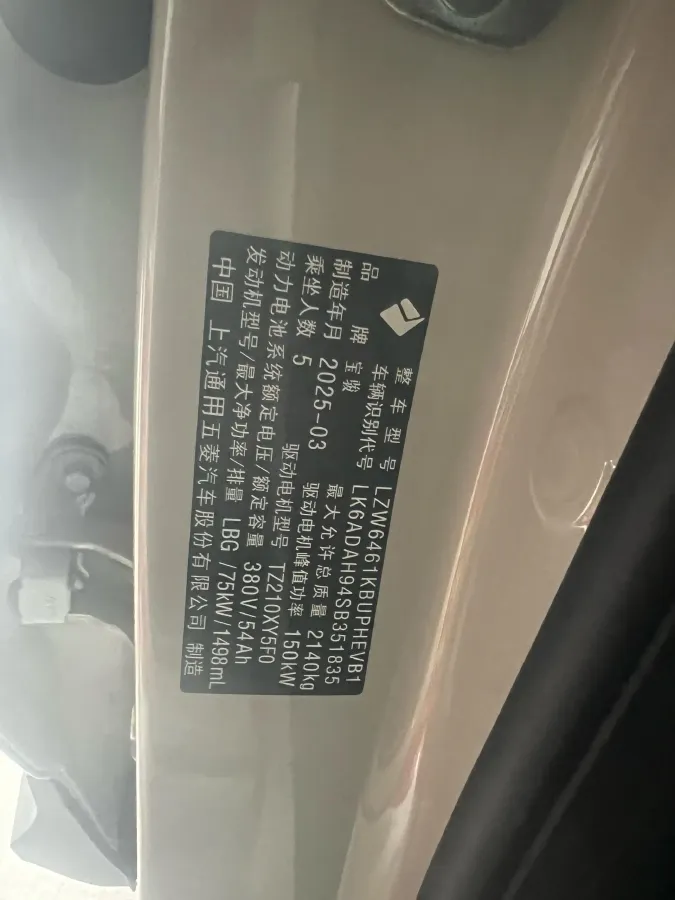 整车型号 LZW6461KBUPHEVB1
车辆识别代号 LK6ADAH94SB351835
品牌 宝骏 最大允许总质量 2140kg
制造年月 2025-03 驱动电机峰值功率 150kW
乘坐人数 5 驱动电机型号 TZ210XY5F0
动力电池系统额定电压/额定容量 380V/54Ah
发动机型号/最大净功率/排量 LBG /75kW/1498mL
中国 上汽通用五菱汽车股份有限公司 制造